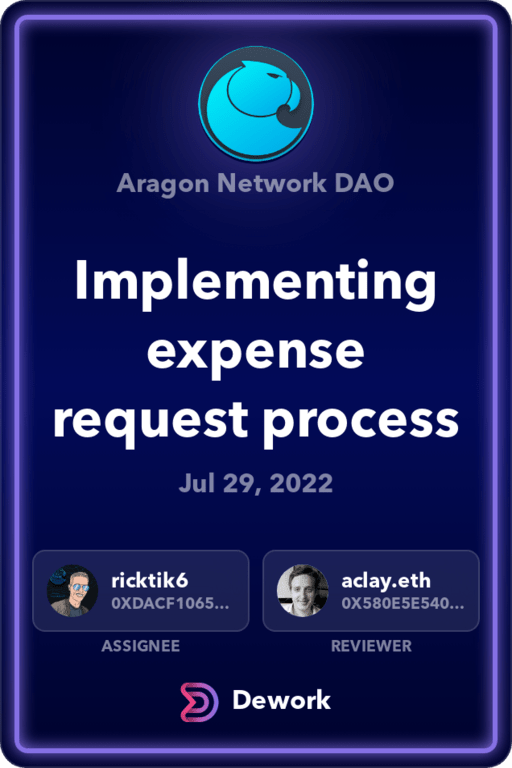 Aragon Network DAO
Implementing
expense
request process
Jul 29, 2022
ricktik6
0XDACF1065...
ASSIGNEE
aclay.eth
0X580E5E540...
REVIEWER
Dework